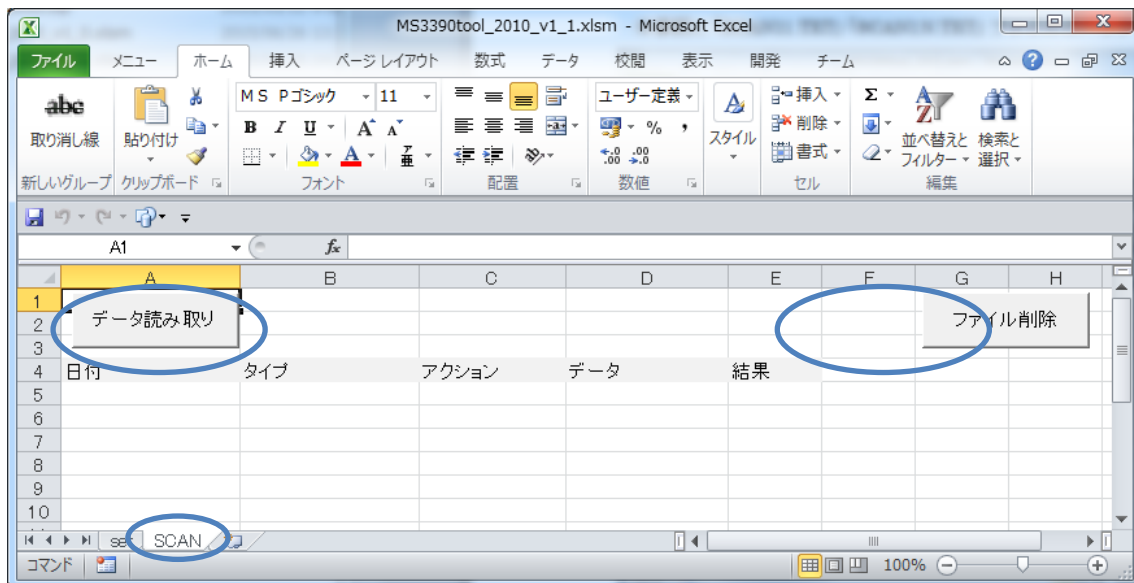 MS3390tool_2010_v1_1.xlsm - Microsoft Excel
ファイル メニュー ホーム 挿入 ページ レイアウト 数式 データ 校閲 表示 開発 チーム
abc
取り消し線
貼り付け
MS Pゴシック 11
B I U A A
ユーザー定義
% ,
スタイル
挿入
削除
書式
Σ
並べ替えと
フィルター
検索と
選択
新しいグループ クリップボード フォント 配置 数値 セル 編集
A1 fx
A B C D E F G H
1
データ読み取り ファイル削除
2
3
4 日付 タイプ アクション データ 結果
5
6
7
8
9
10
SCAN
コマンド 100%